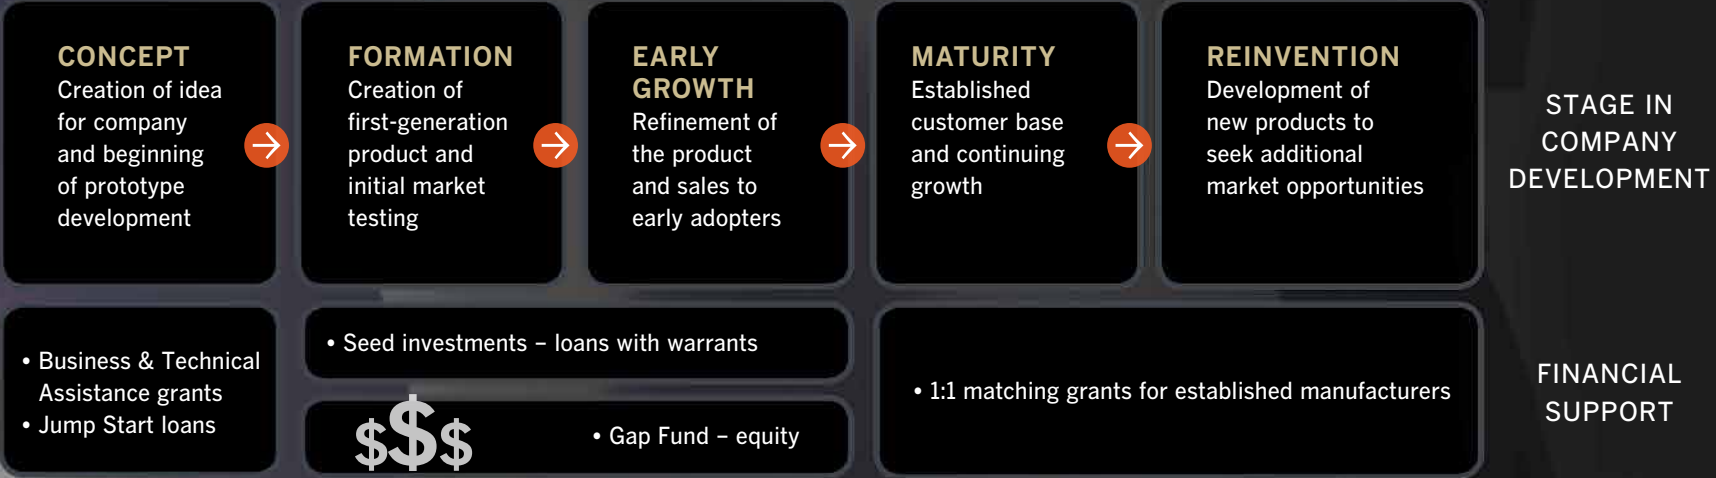 CONCEPT
Creation of idea
for company
and beginning
of prototype
development
FORMATION
Creation of
first-generation
product and
initial market
testing
EARLY
GROWTH
Refinement of
the product
and sales to
early adopters
MATURITY
Established
customer base
and continuing
growth
REINVENTION
Development of
new products to
seek additional
market opportunities
STAGE IN
COMPANY
DEVELOPMENT
• Business & Technical
Assistance grants
• Jump Start loans
• Seed investments – loans with warrants
$$$
• Gap Fund – equity
• 1:1 matching grants for established manufacturers
FINANCIAL
SUPPORT